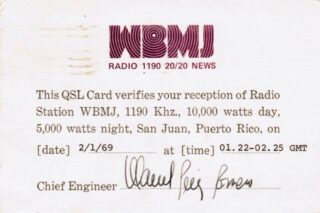 WBMJ
RADIO 1190 20/20 NEWS
This QSL Card verifies your reception of Radio
Station WBMJ, 1190 Khz., 10,000 watts day,
5,000 watts night, San Juan, Puerto Rico, on
[date] 2/1/69 at [time] 01.22-02.25 GMT
Chief Engineer